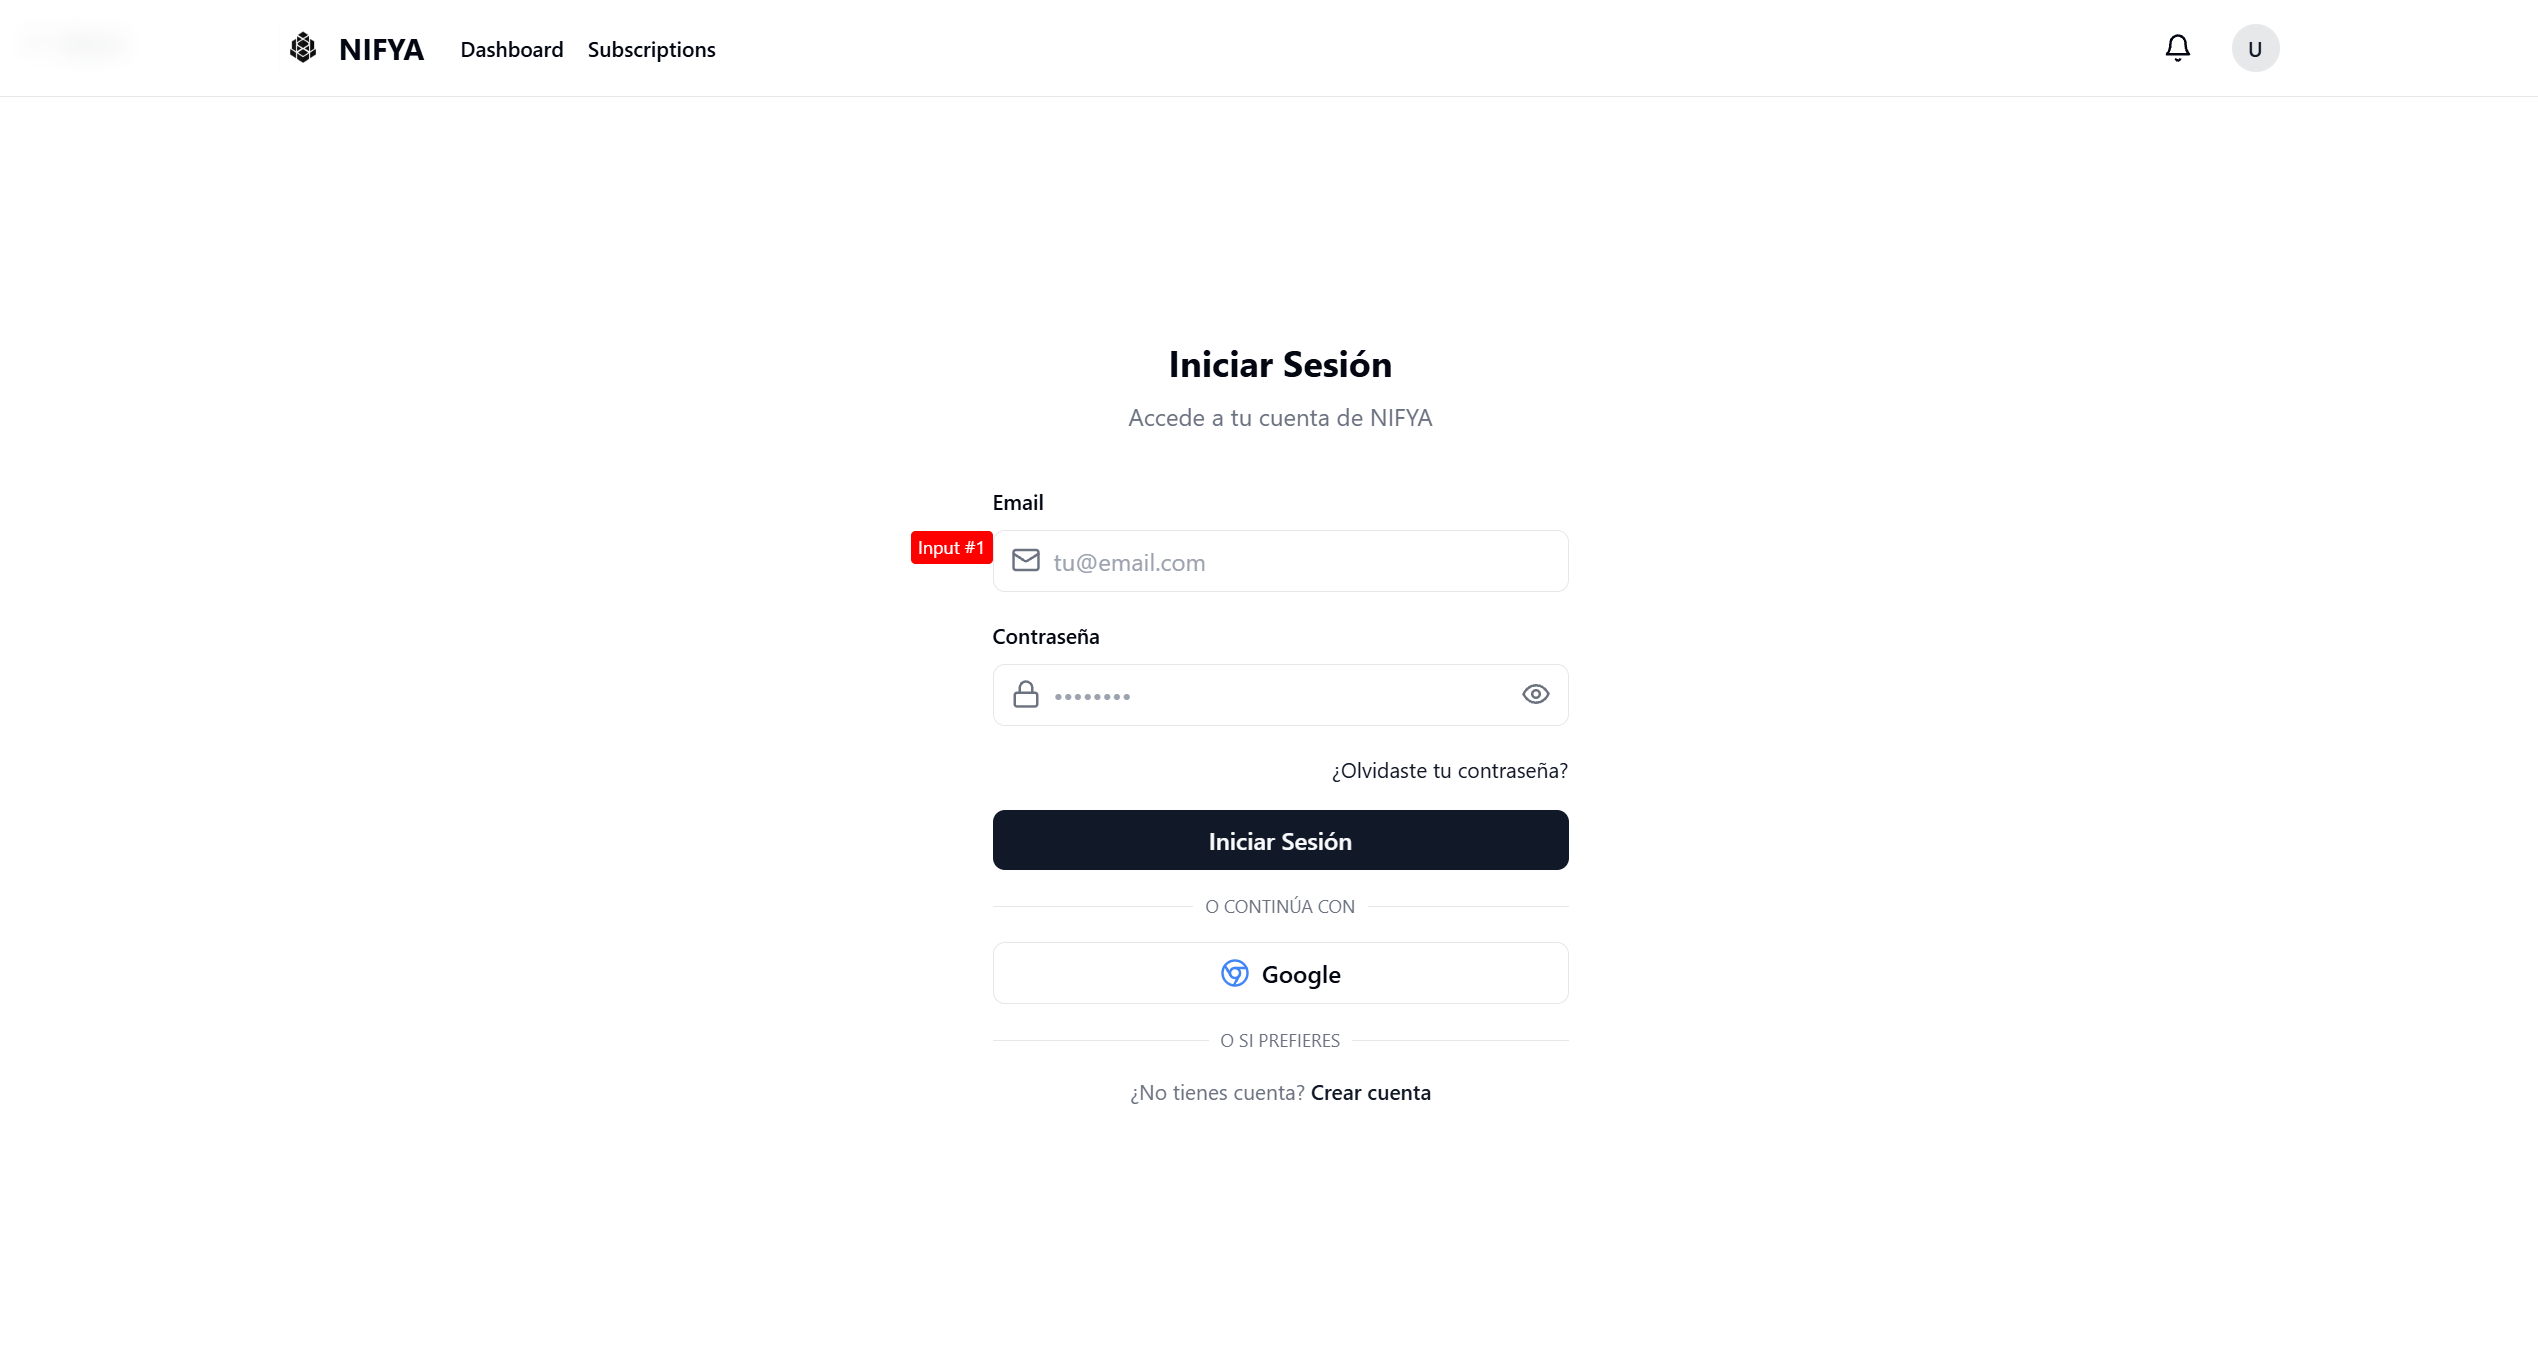 NIFYA Dashboard Subscriptions U
Iniciar Sesión
Accede a tu cuenta de NIFYA
Email
Input #1
tu@email.com
Contraseña
••••••••
¿Olvidaste tu contraseña?
Iniciar Sesión
O CONTINÚA CON
Google
O SI PREFIERES
¿No tienes cuenta? Crear cuenta